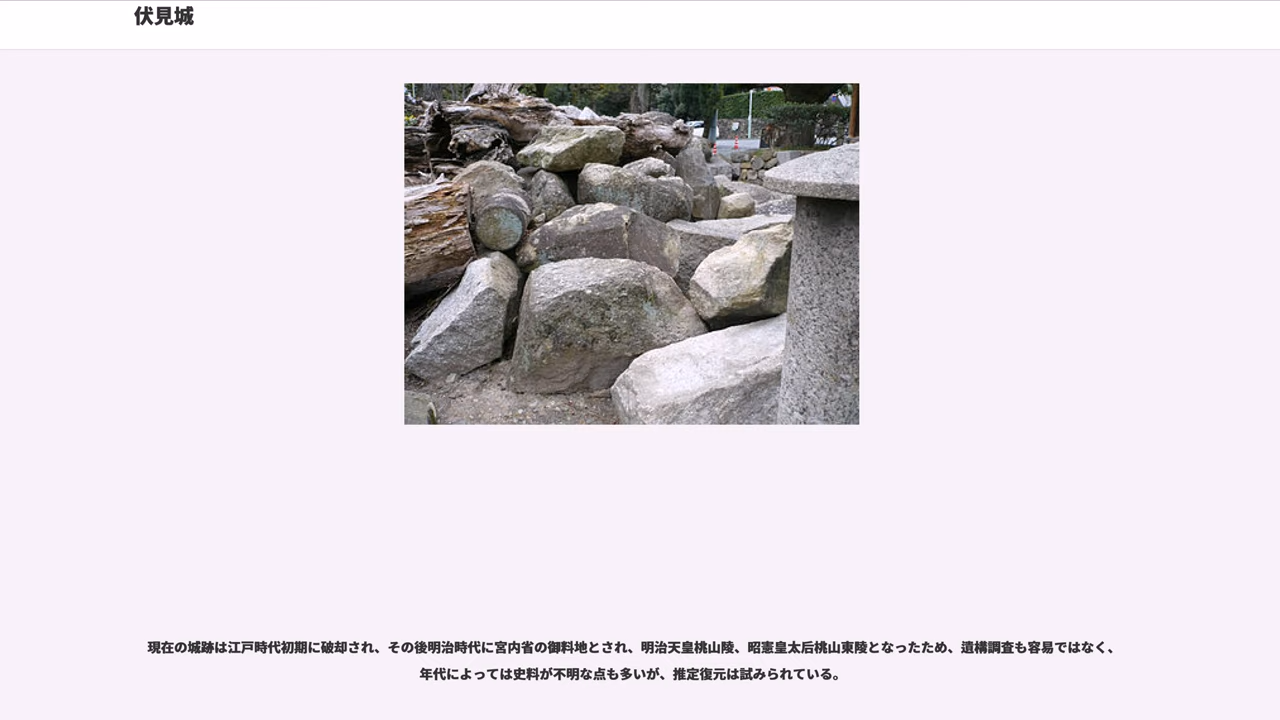 伏見城
現在の城跡は江戸時代初期に破却され、その後明治時代に宮内省の御料地とされ、明治天皇桃山陵、昭憲皇太后桃山東陵となったため、遺構調査も容易ではなく、
年代によっては史料が不明な点も多いが、推定復元は試みられている。